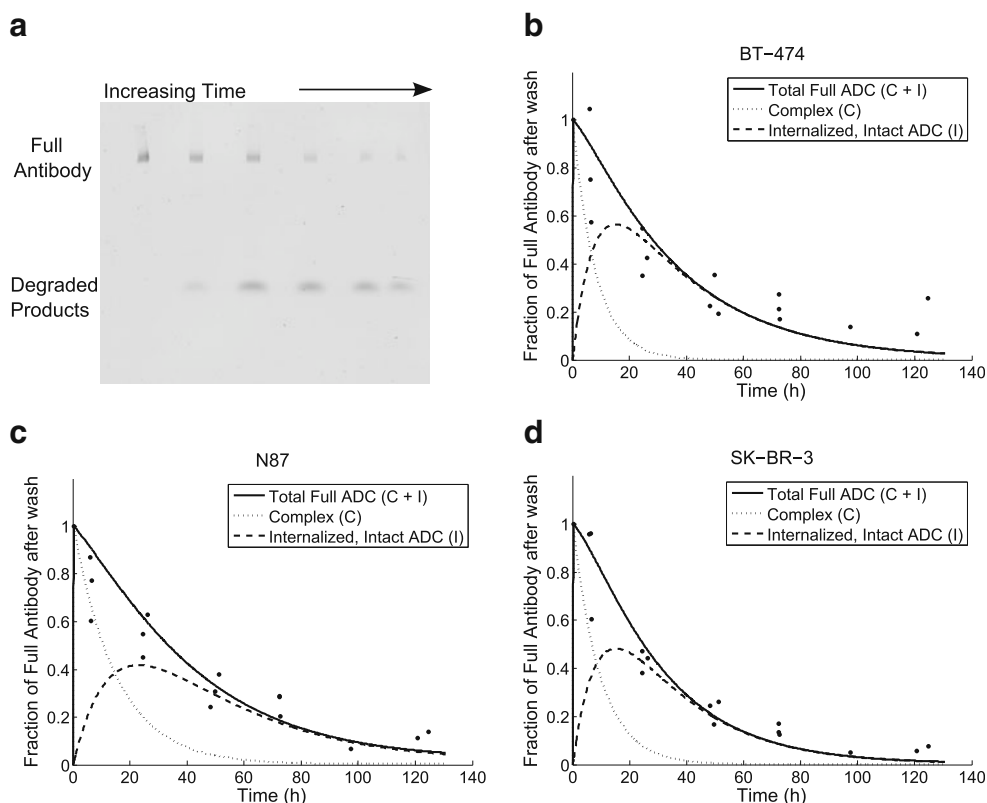 a
Increasing Time
Full
Antibody
Degraded
Products
b
BT−474
Total Full ADC (C + I)
Complex (C)
Internalized, Intact ADC (I)
Fraction of Full Antibody after wash
1
0.8
0.6
0.4
0.2
0
0 20 40 60 80 100 120 140
Time (h)
c
N87
Total Full ADC (C + I)
Complex (C)
Internalized, Intact ADC (I)
Fraction of Full Antibody after wash
1
0.8
0.6
0.4
0.2
0
0 20 40 60 80 100 120 140
Time (h)
d
SK−BR−3
Total Full ADC (C + I)
Complex (C)
Internalized, Intact ADC (I)
Fraction of Full Antibody after wash
1
0.8
0.6
0.4
0.2
0
0 20 40 60 80 100 120 140
Time (h)